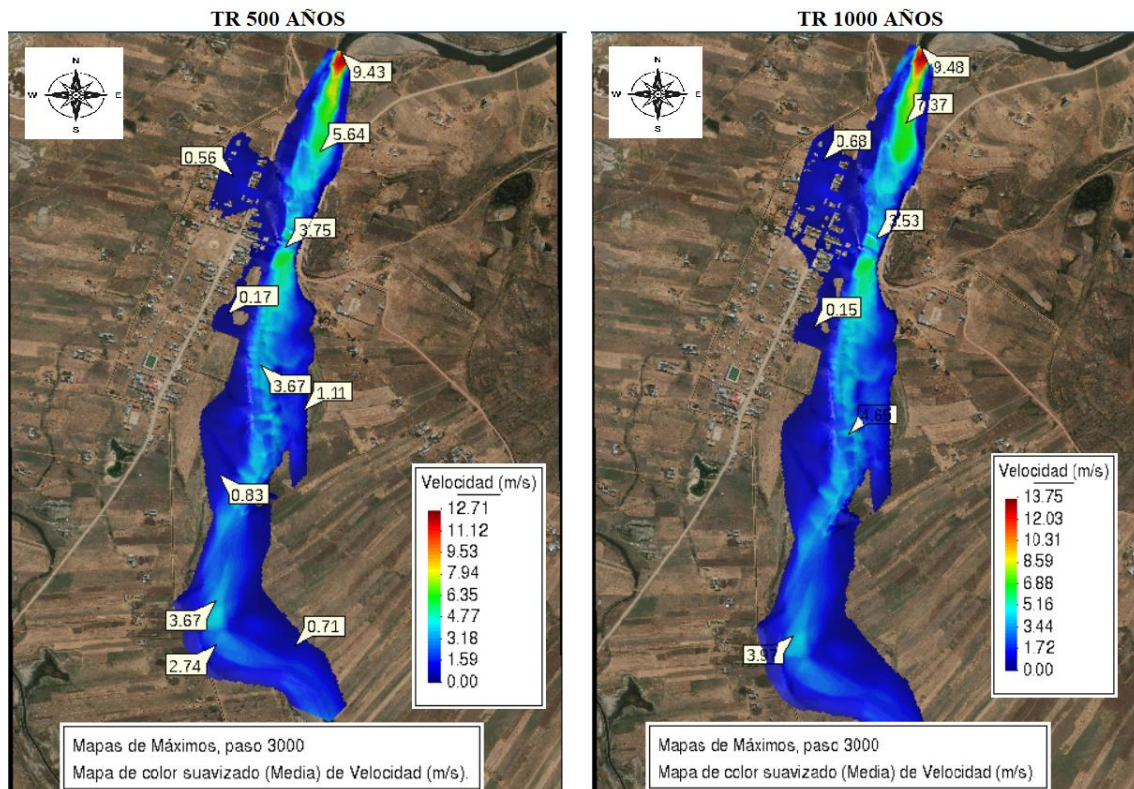 TR 500 AÑOS
N
W E
S
9.43
5.64
0.56
3.75
0.17
3.67
1.11
0.83
3.67
0.71
2.74
Velocidad (m/s)
12.71
11.12
9.53
7.94
6.35
4.77
3.18
1.59
0.00
Mapas de Máximos, paso 3000
Mapa de color suavizado (Media) de Velocidad (m/s).
TR 1000 AÑOS
N
W E
S
9.48
7.37
0.68
3.53
0.15
4.65
3.97
Velocidad (m/s)
13.75
12.03
10.31
8.59
6.88
5.16
3.44
1.72
0.00
Mapas de Máximos, paso 3000
Mapa de color suavizado (Media) de Velocidad (m/s).